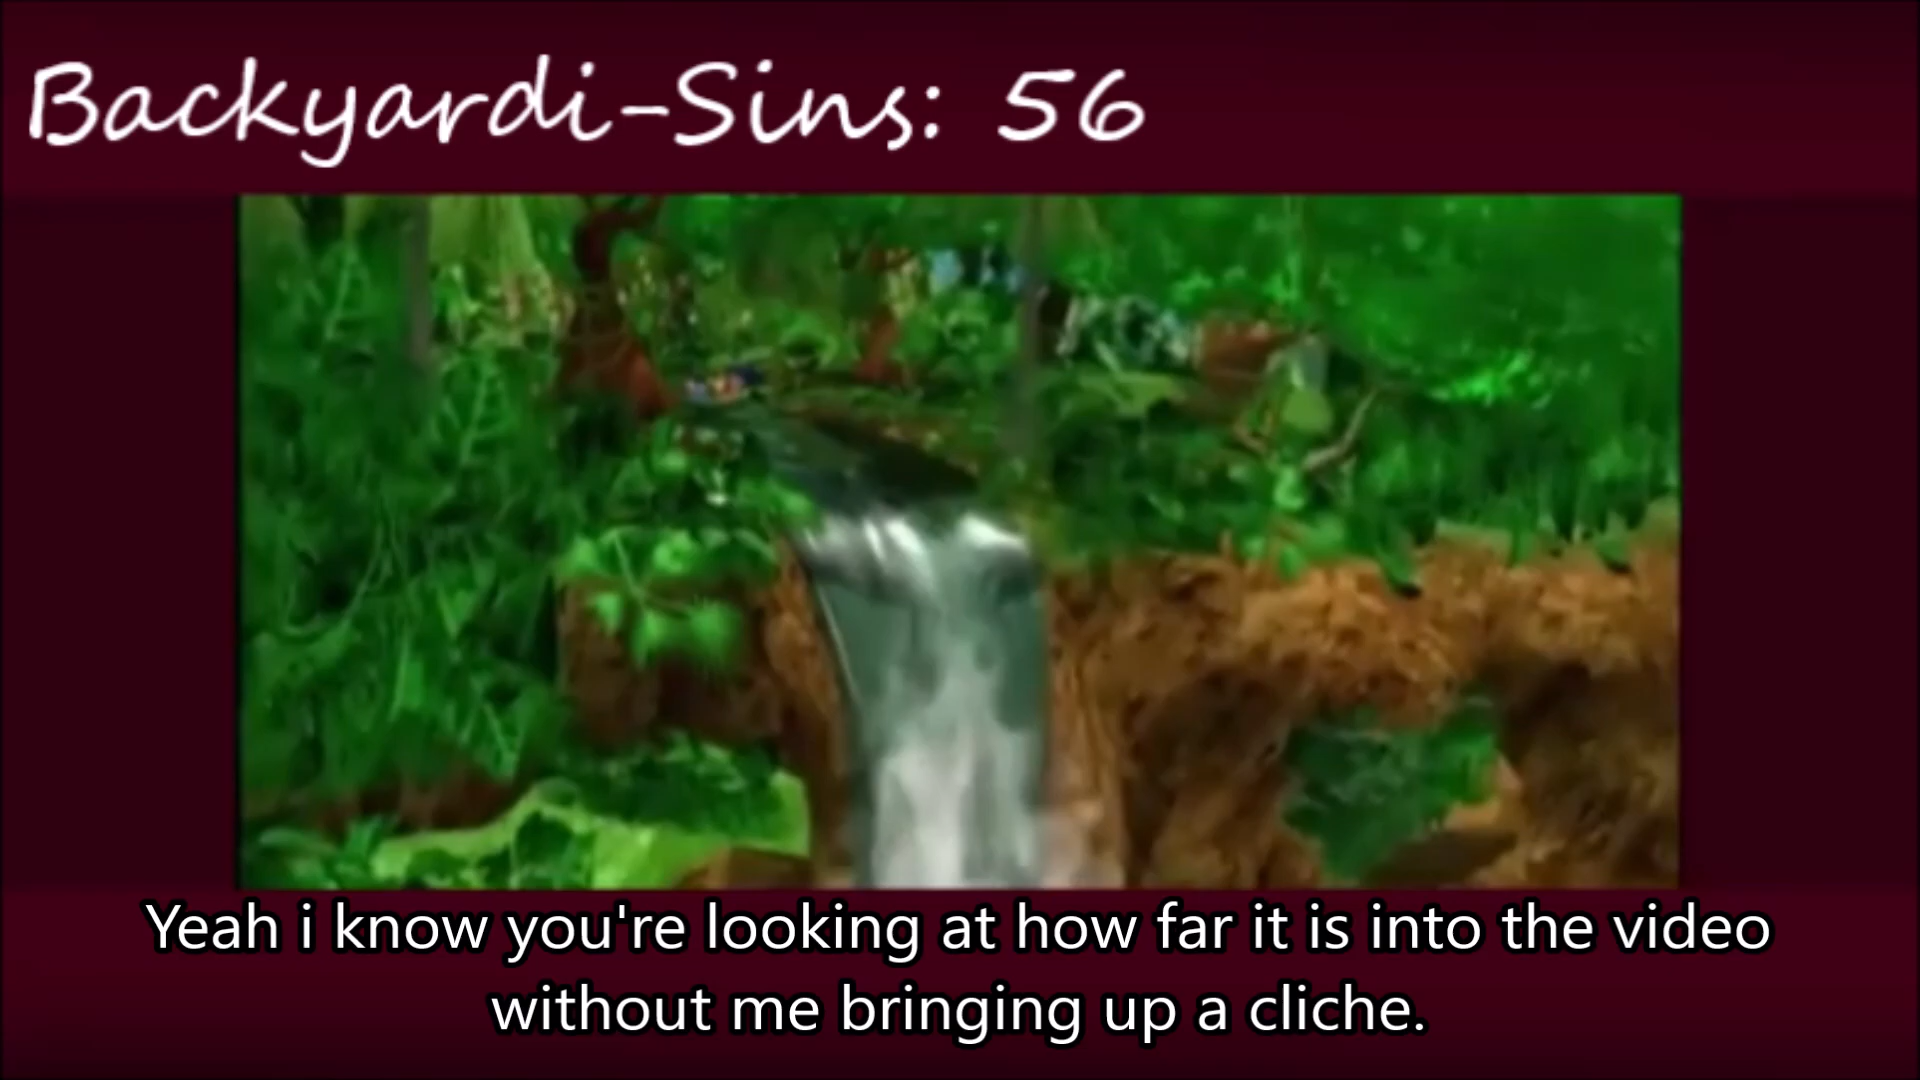 Backyardi-Sins: 56
Yeah i know you're looking at how far it is into the video
without me bringing up a cliche.